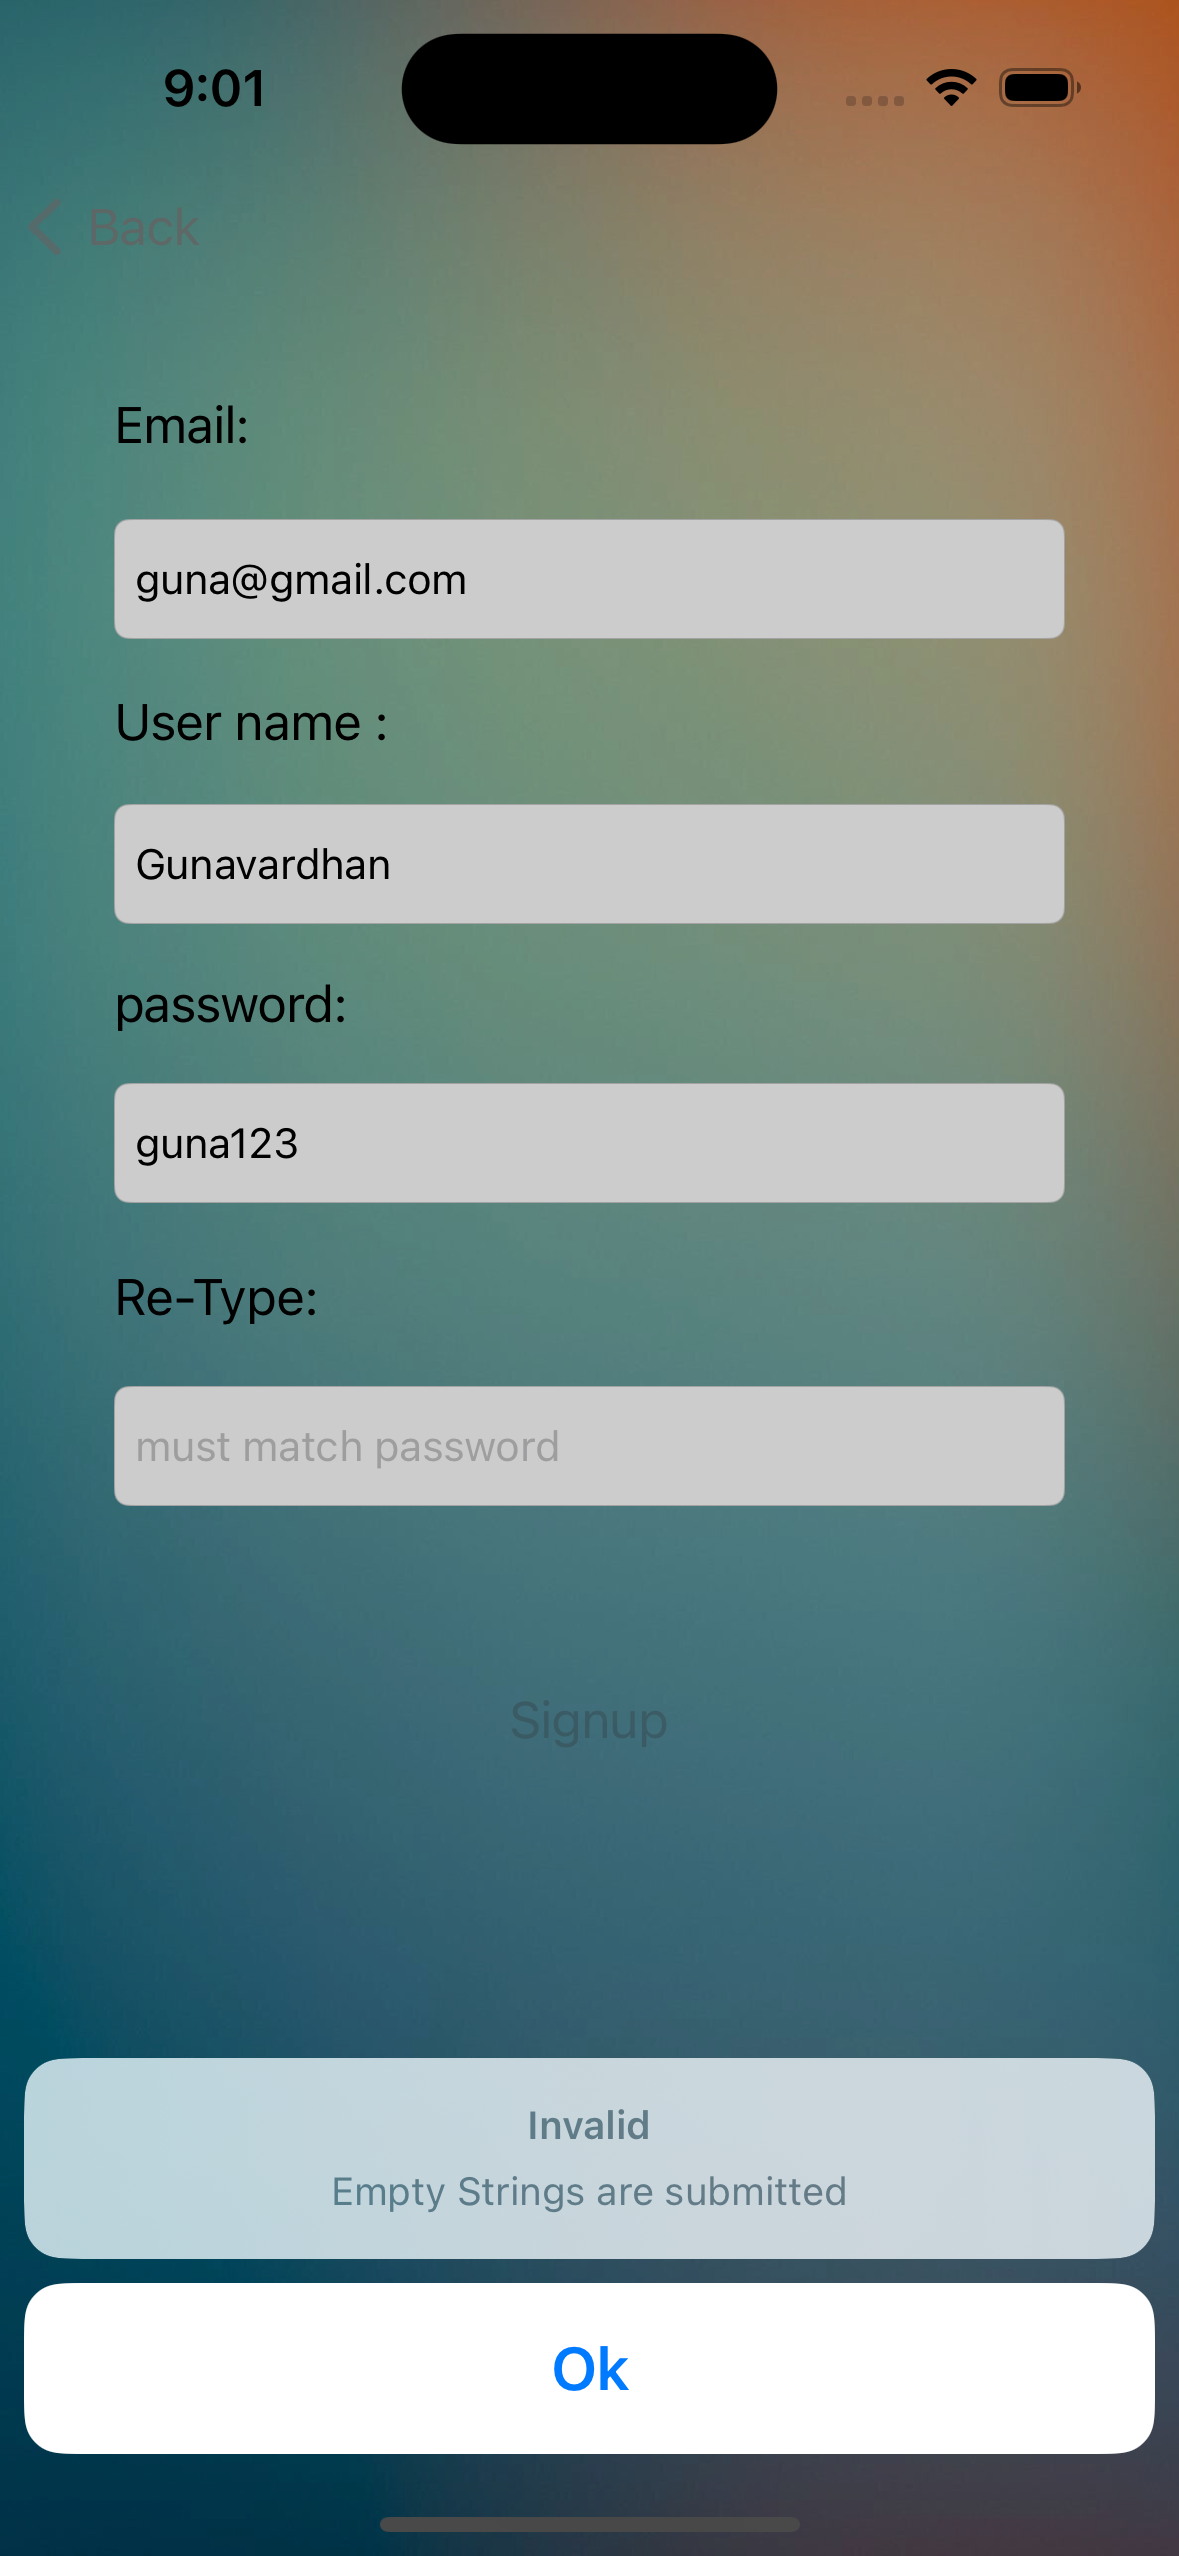 9:01
Back
Email:
guna@gmail.com
User name :
Gunavardhan
password:
guna123
Re-Type:
must match password
Signup
Invalid
Empty Strings are submitted
Ok